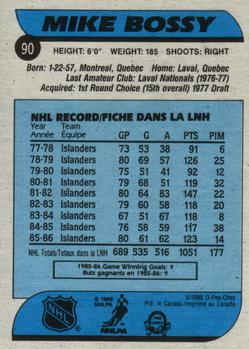 MIKE BOSSY
90
HEIGHT: 6'0" WEIGHT: 185 SHOOTS: RIGHT
Born: 1-22-57, Montreal, Quebec Home: Laval, Quebec
Last Amateur Club: Laval Nationals (1976-77)
Acquired: 1st Round Choice (15th overall) 1977 Draft
NHL RECORD/FICHE DANS LA LNH
Year Team
Année Équipe GP G A PTS PIM
77-78 Islanders 73 53 38 91 6
78-79 Islanders 80 69 57 126 25
79-80 Islanders 75 51 41 92 12
80-81 Islanders 79 68 51 119 32
81-82 Islanders 80 64 83 147 22
82-83 Islanders 79 60 58 118 20
83-84 Islanders 67 51 67 118 8
84-85 Islanders 76 58 59 117 38
85-86 Islanders 80 61 62 123 14
NHL Totals/Totaux dans la LNH 689 535 516 1051 177
1985-86 Game Winning Goals: 9
Buts gagnants en 1985-86: 9
NHL
© 1986
NHLPA
NHLPA
O-Pee-Chee
© 1986 O-Pee-Chee
Ptd. in Canada/Imprimé au Canada